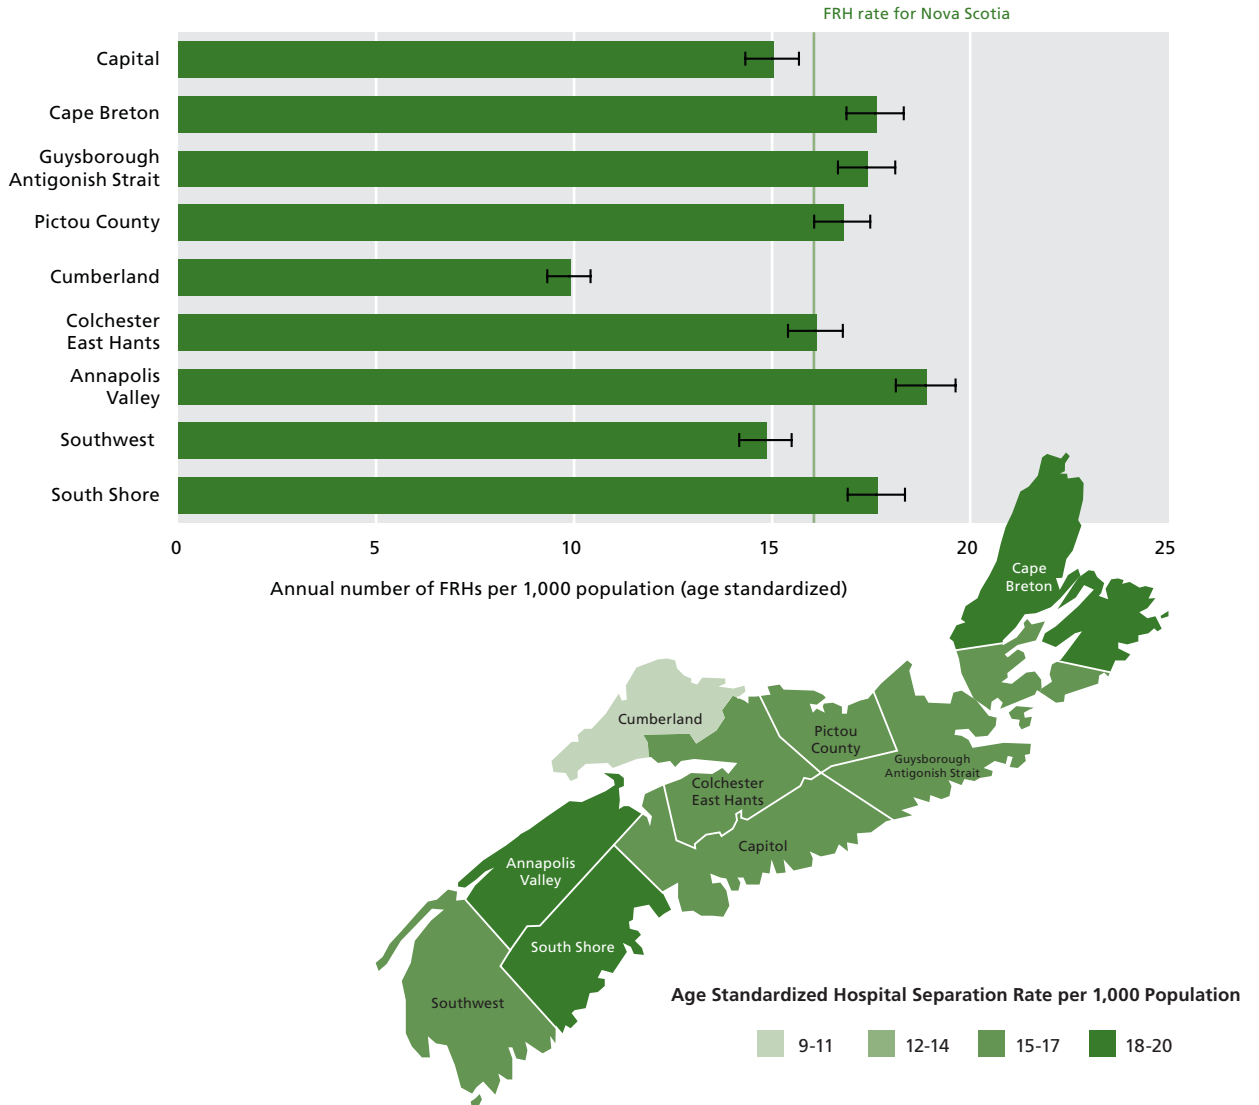 FRH rate for Nova Scotia
Capital
Cape Breton
Guysborough
Antigonish Strait
Pictou County
Cumberland
Colchester
East Hants
Annapolis
Valley
Southwest
South Shore
0 5 10 15 20 25
Annual number of FRHs per 1,000 population (age standardized)
Cape
Breton
Cumberland
Pictou
County
Guysborough
Antigonish Strait
Colchester
East Hants
Capitol
Annapolis
Valley
South Shore
Southwest
Age Standardized Hospital Separation Rate per 1,000 Population
9-11 12-14 15-17 18-20